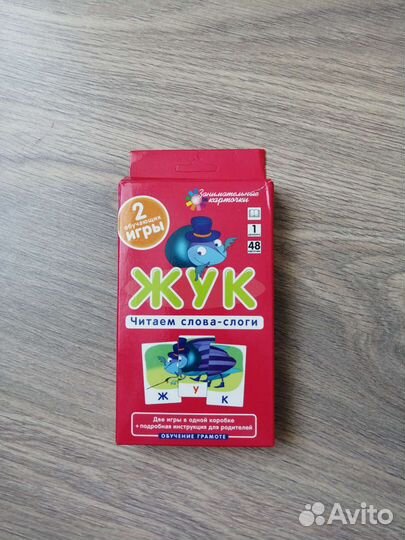 Занимательные
карточки
2
обучающих
игры
1
48
ЖУК
Читаем слова-слоги
Ж У К
Две игры в одной коробке
+ подробная инструкция для родителей
ОБУЧЕНИЕ ГРАМОТЕ
Avito